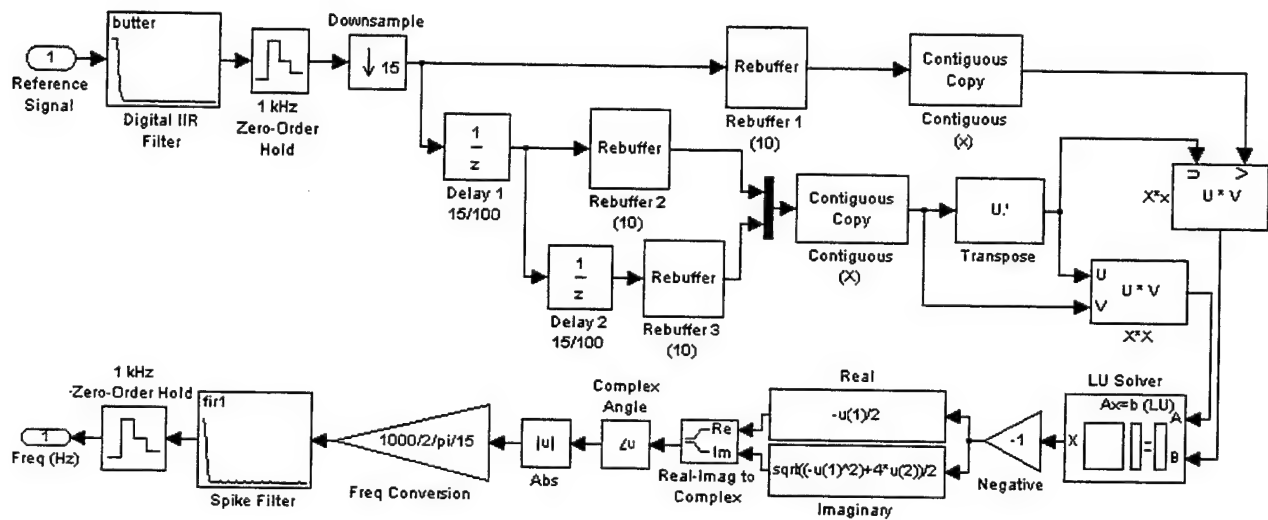 butter
1
Reference
Signal
Digital IIR
Filter
1 kHz
Zero-Order
Hold
Downsample
15
Rebuffer
Rebuffer 1
(10)
Contiguous
Copy
Contiguous
(x)
1
z
Delay 1
15/100
Rebuffer
Rebuffer 2
(10)
1
z
Delay 2
15/100
Rebuffer
Rebuffer 3
(10)
Contiguous
Copy
Contiguous
(X)
U.'
Transpose
U
V
U * V
X*x
U
V
U * V
X*X
LU Solver
Ax=b (LU)
A
B
X
-1
Negative
Real
-u(1)/2
sqrt((-u(1)^2)+4*u(2))/2
Imaginary
Re
Im
Real-Imag to
Complex
Complex
Angle
∠u
|u|
Abs
1000/2/pi/15
Freq Conversion
fir1
Spike Filter
1 kHz
-Zero-Order Hold
1
Freq (Hz)